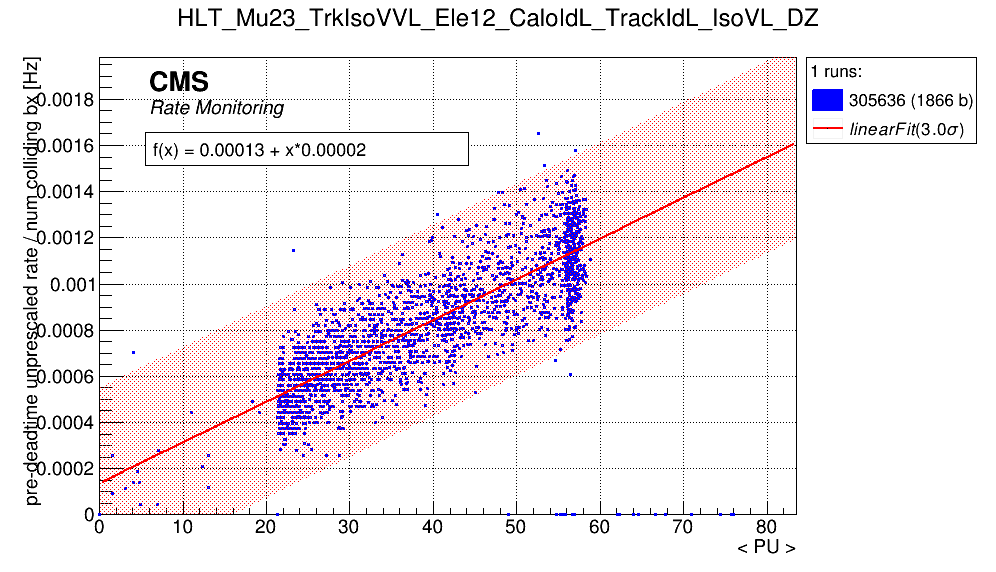 HLT_Mu23_TrkIsoVVL_Ele12_CaloIdL_TrackIdL_IsoVL_DZ
pre-deadtime unprescaled rate / num colliding bx [Hz]
CMS
Rate Monitoring
f(x) = 0.00013 + x*0.00002
1 runs:
305636 (1866 b)
linearFit(3.0σ)
0.0018
0.0016
0.0014
0.0012
0.001
0.0008
0.0006
0.0004
0.0002
0
0 10 20 30 40 50 60 70 80
< PU >